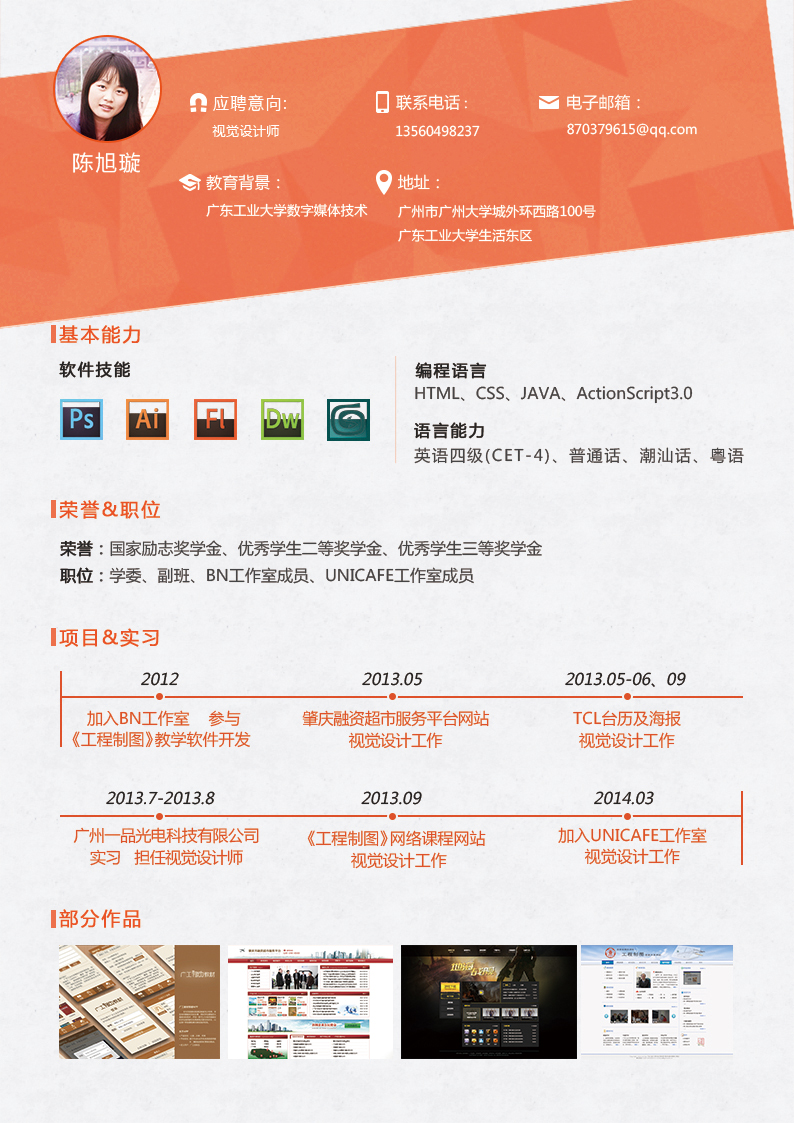 陈旭璇
应聘意向:
视觉设计师
联系电话：
13560498237
电子邮箱：
870379615@qq.com
教育背景：
广东工业大学数字媒体技术
地址：
广州市广州大学城外环西路100号
广东工业大学生活东区
基本能力
软件技能
Ps Ai Fl Dw
编程语言
HTML、CSS、JAVA、ActionScript3.0
语言能力
英语四级(CET-4)、普通话、潮汕话、粤语
荣誉&职位
荣誉：国家励志奖学金、优秀学生二等奖学金、优秀学生三等奖学金
职位：学委、副班、BN工作室成员、UNICAFE工作室成员
项目&实习
2012
加入BN工作室 参与
《工程制图》教学软件开发
2013.05
肇庆融资超市服务平台网站
视觉设计工作
2013.05-06、09
TCL台历及海报
视觉设计工作
2013.7-2013.8
广州一品光电科技有限公司
实习 担任视觉设计师
2013.09
《工程制图》网络课程网站
视觉设计工作
2014.03
加入UNICAFE工作室
视觉设计工作
部分作品
工程制图